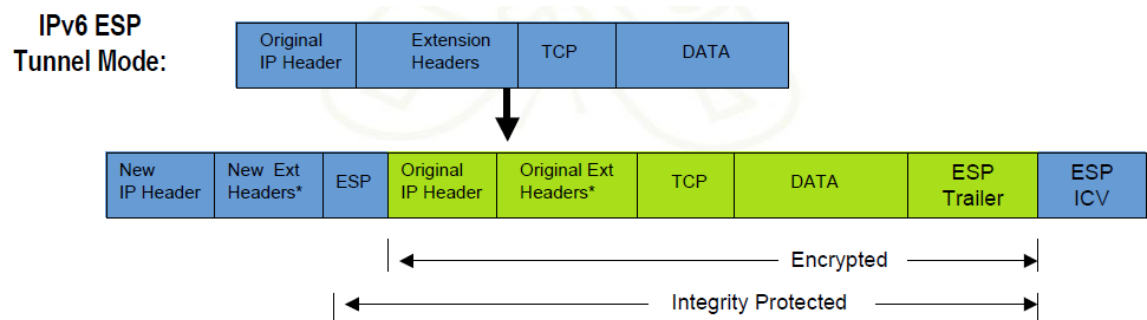 IPv6 ESP
Tunnel Mode:
Original
IP Header
Extension
Headers
TCP
DATA
New
IP Header
New Ext
Headers*
ESP
Original
IP Header
Original Ext
Headers*
TCP
DATA
ESP
Trailer
ESP
ICV
Encrypted
Integrity Protected